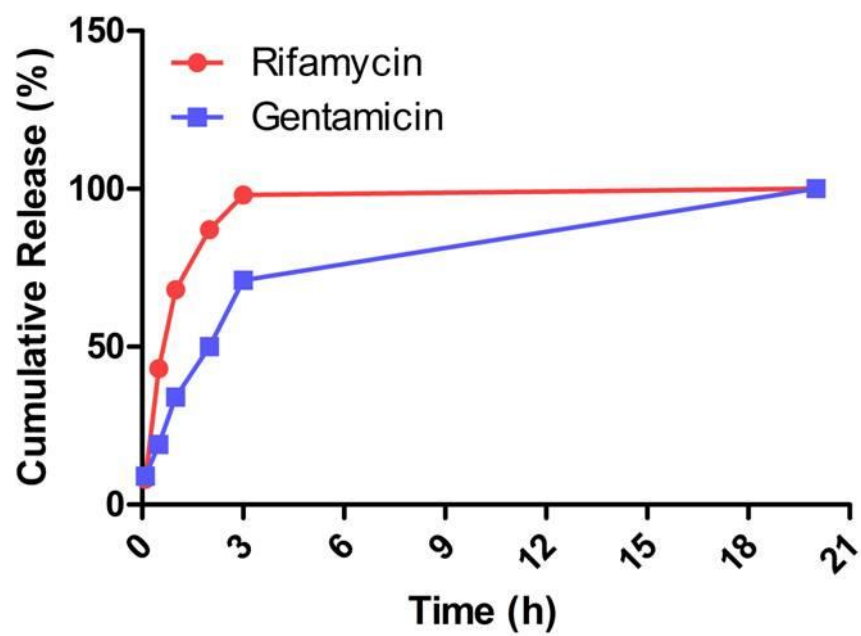 Rifamycin
Gentamicin
Cumulative Release (%)
150
100
50
0
0 3 6 9 12 15 18 21
Time (h)